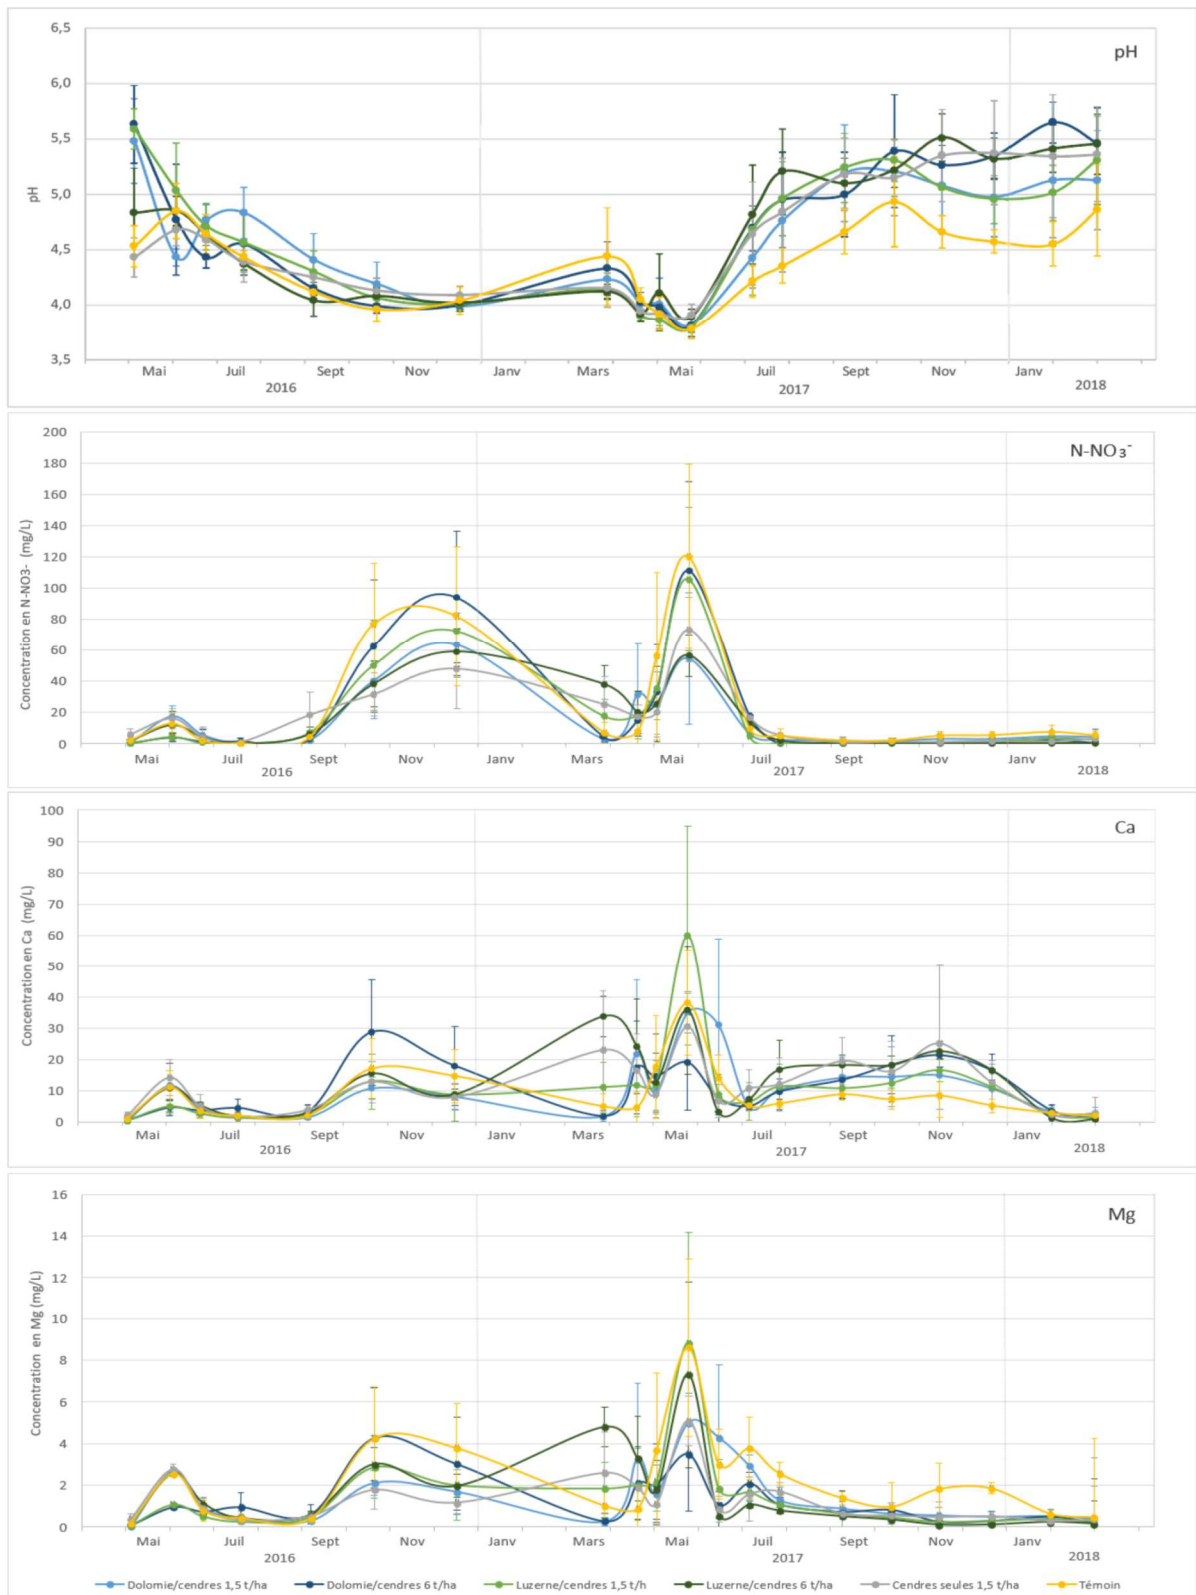 pH
6,5
6,0
5,5
5,0
4,5
4,0
3,5
pH
Mai Juil Sept Nov Janv Mars Mai Juil Sept Nov Janv
2016 2017 2018
N-NO₃⁻
200
180
160
140
120
100
80
60
40
20
0
Concentration en N-NO3- (mg/L)
Mai Juil Sept Nov Janv Mars Mai Juil Sept Nov Janv
2016 2017 2018
Ca
100
90
80
70
60
50
40
30
20
10
0
Concentration en Ca (mg/L)
Mai Juil Sept Nov Janv Mars Mai Juil Sept Nov Janv
2016 2017 2018
Mg
16
14
12
10
8
6
4
2
0
Concentration en Mg (mg/L)
Mai Juil Sept Nov Janv Mars Mai Juil Sept Nov Janv
2016 2017 2018
Dolomie/cendres 1,5 t/ha Dolomie/cendres 6 t/ha Luzerne/cendres 1,5 t/h Luzerne/cendres 6 t/ha Cendres seules 1,5 t/ha Témoin